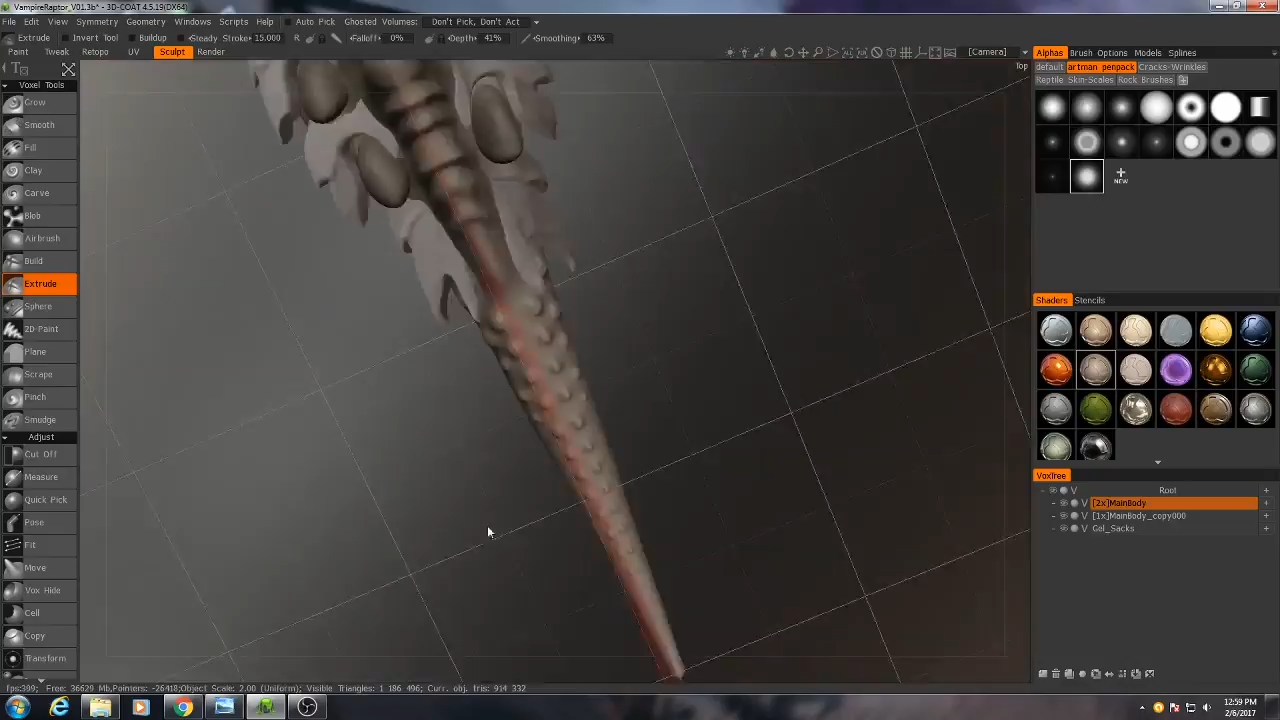 VampireRaptor_V01.3b* - 3D-COAT 4.5.19(DX64)
File Edit View Symmetry Geometry Windows Scripts Help Auto Pick Ghosted Volumes: Don't Pick, Don't Act
Extrude Invert Tool Buildup Steady Stroke: 15.000 R Falloff: 0% Depth: 41% Smoothing: 63%
Paint Tweak Retopo UV Sculpt Render [Camera]
Top
Voxel Tools
Grow
Smooth
Fill
Clay
Carve
Blob
Airbrush
Build
Extrude
Sphere
2D-Paint
Plane
Scrape
Pinch
Smudge
Adjust
Cut Off
Measure
Quick Pick
Pose
Fit
Move
Vox Hide
Cell
Copy
Transform
Alphas Brush Options Models Splines
default artman penpack Cracks-Wrinkles
Reptile Skin-Scales Rock Brushes
NEW
Shaders Stencils
VoxTree
V Root +
V [2x]MainBody +
V [1x]MainBody_copy000 +
V Gel_Sacks +
fps:399; Free: 36629 Mb,Pointers: -26418;Object Scale: 2.00 (Uniform); Visible Triangles: 1 186 496; Curr. obj. tris: 914 332
12:59 PM
2/6/2017